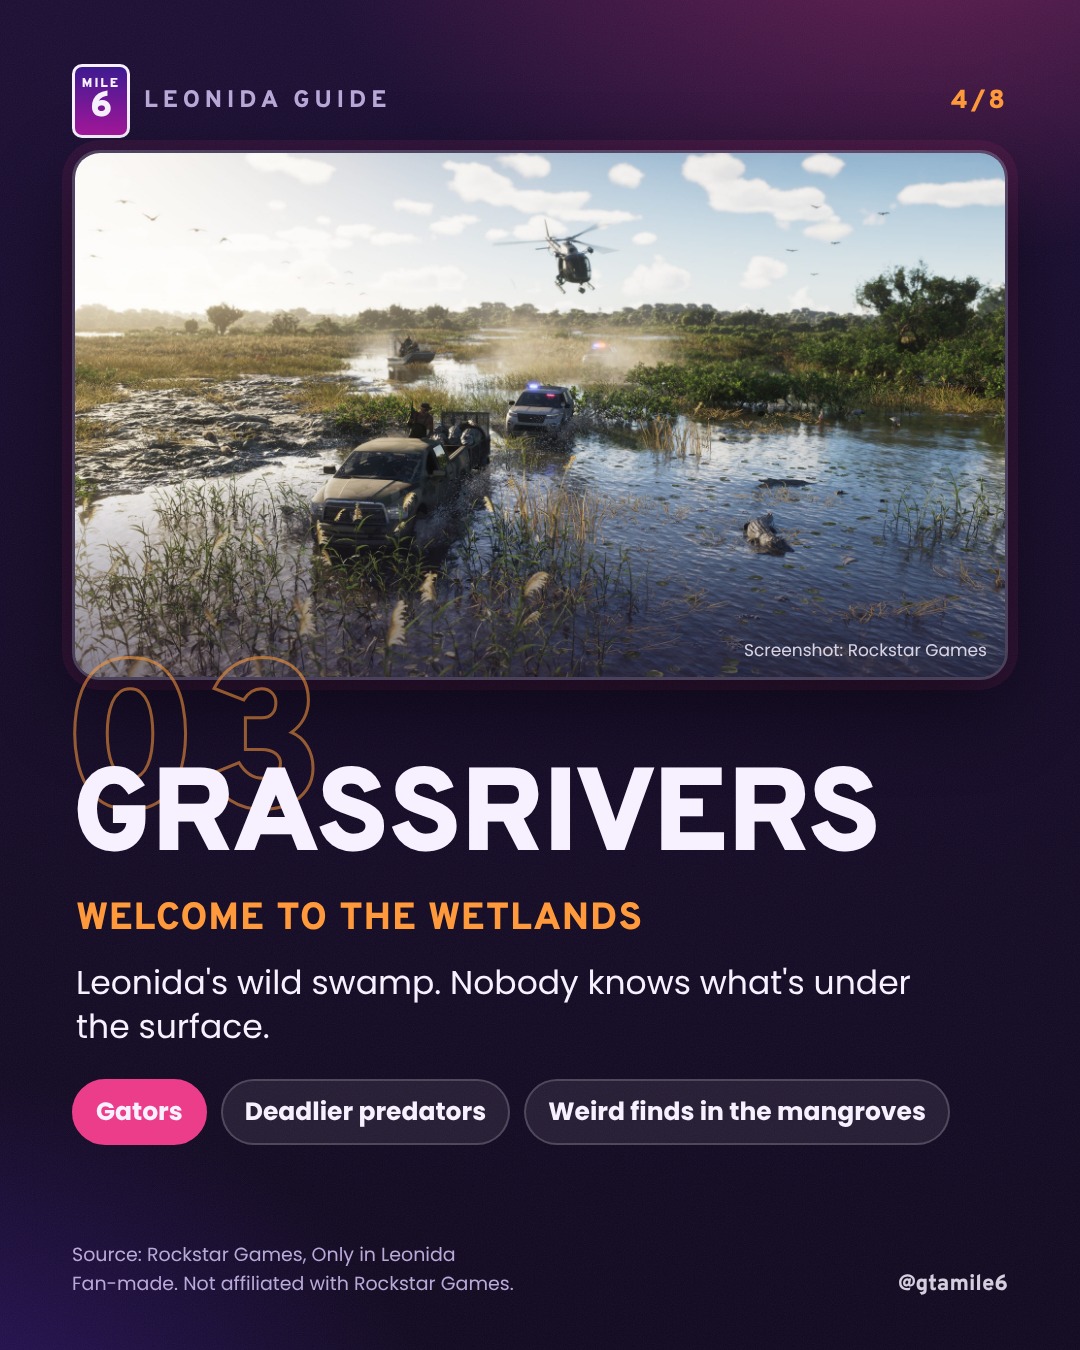 MILE
6
LEONIDA GUIDE
4/8
Screenshot: Rockstar Games
03
GRASSRIVERS
WELCOME TO THE WETLANDS
Leonida's wild swamp. Nobody knows what's under
the surface.
Gators
Deadlier predators
Weird finds in the mangroves
Source: Rockstar Games, Only in Leonida
Fan-made. Not affiliated with Rockstar Games.
@gtamile6